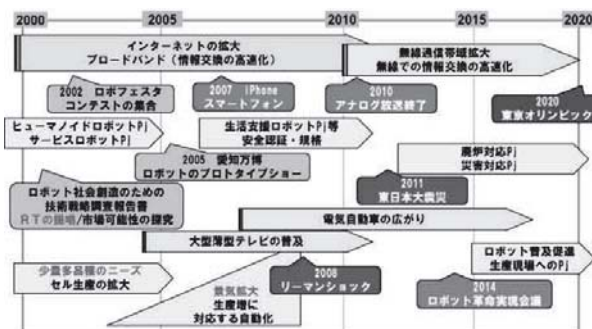 2000 2005 2010 2015 2020
インターネットの拡大
ブロードバンド(情報交換の高速化)
無線通信帯域拡大
無線での情報交換の高速化
2002 ロボフェスタ
コンテストの集合
2007 iPhone
スマートフォン
2010
アナログ放送終了
2020
東京オリンピック
ヒューマノイドロボットPj
サービスロボットPj
生活支援ロボットPj等
安全認証・規格
廃炉対応Pj
災害対応Pj
2005 愛知万博
ロボットのプロトタイプショー
2011
東日本大震災
ロボット社会創造のための
技術戦略調査報告書
RTの提唱/市場可能性の探究
電気自動車の広がり
大型薄型テレビの普及
ロボット普及促進
生産現場へのPj
少量多品種のニーズ
セル生産の拡大
景気拡大
生産増に
対応する自動化
2008
リーマンショック
2014
ロボット革命実現会議